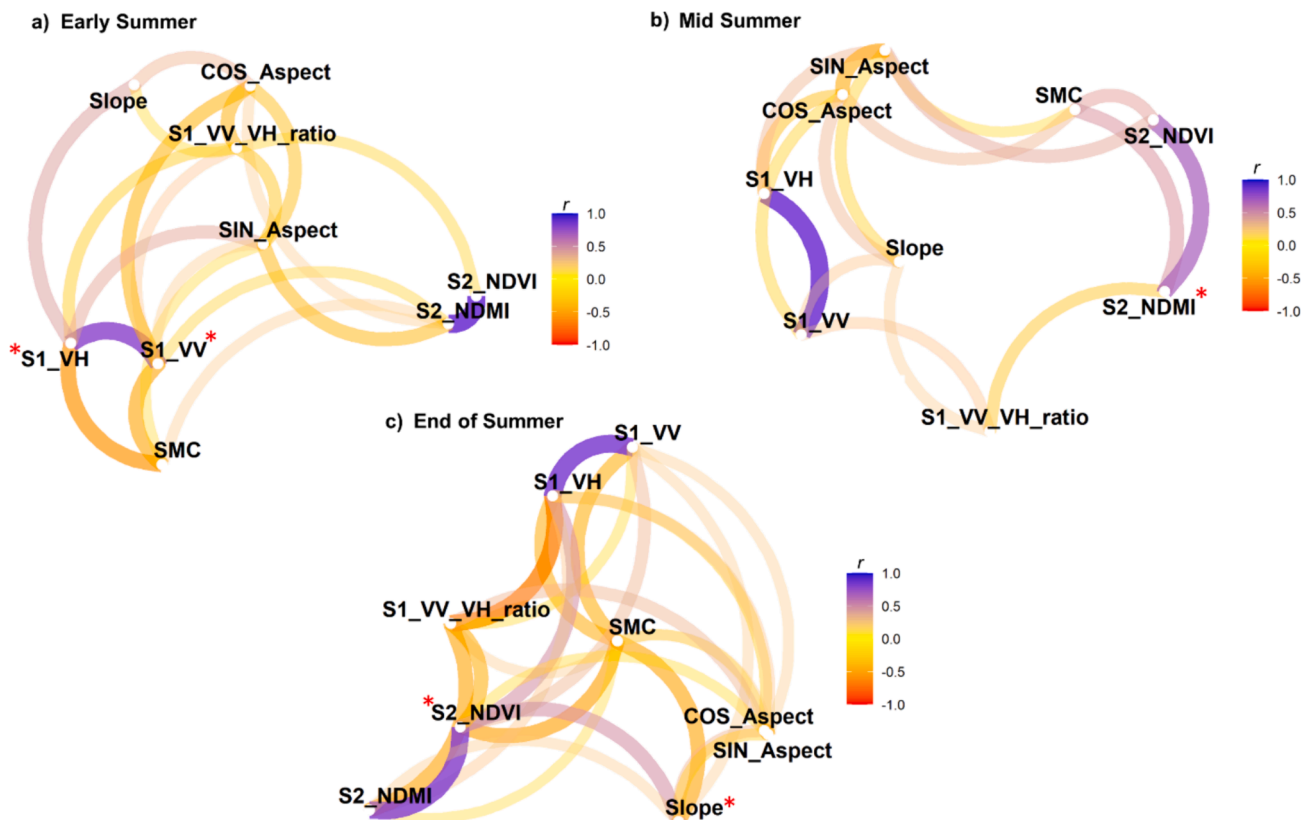 a) Early Summer
COS_Aspect
Slope
S1_VV_VH_ratio
SIN_Aspect
S2_NDVI
S2_NDMI
*S1_VH
S1_VV*
SMC
r
1.0
0.5
0.0
-0.5
-1.0
b) Mid Summer
SIN_Aspect
COS_Aspect
SMC
S2_NDVI
S1_VH
Slope
S2_NDMI*
S1_VV
S1_VV_VH_ratio
r
1.0
0.5
0.0
-0.5
-1.0
c) End of Summer
S1_VV
S1_VH
S1_VV_VH_ratio
SMC
*S2_NDVI
COS_Aspect
SIN_Aspect
S2_NDMI
Slope*
r
1.0
0.5
0.0
-0.5
-1.0